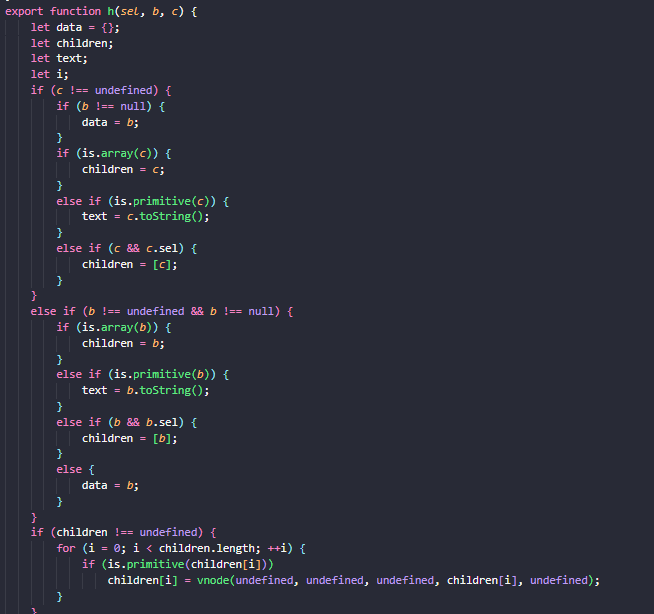 export function h(sel, b, c) {
    let data = {};
    let children;
    let text;
    let i;
    if (c !== undefined) {
        if (b !== null) {
            data = b;
        }
        if (is.array(c)) {
            children = c;
        }
        else if (is.primitive(c)) {
            text = c.toString();
        }
        else if (c && c.sel) {
            children = [c];
        }
    }
    else if (b !== undefined && b !== null) {
        if (is.array(b)) {
            children = b;
        }
        else if (is.primitive(b)) {
            text = b.toString();
        }
        else if (b && b.sel) {
            children = [b];
        }
        else {
            data = b;
        }
    }
    if (children !== undefined) {
        for (i = 0; i < children.length; ++i) {
            if (is.primitive(children[i]))
                children[i] = vnode(undefined, undefined, undefined, children[i], undefined);
        }
    }